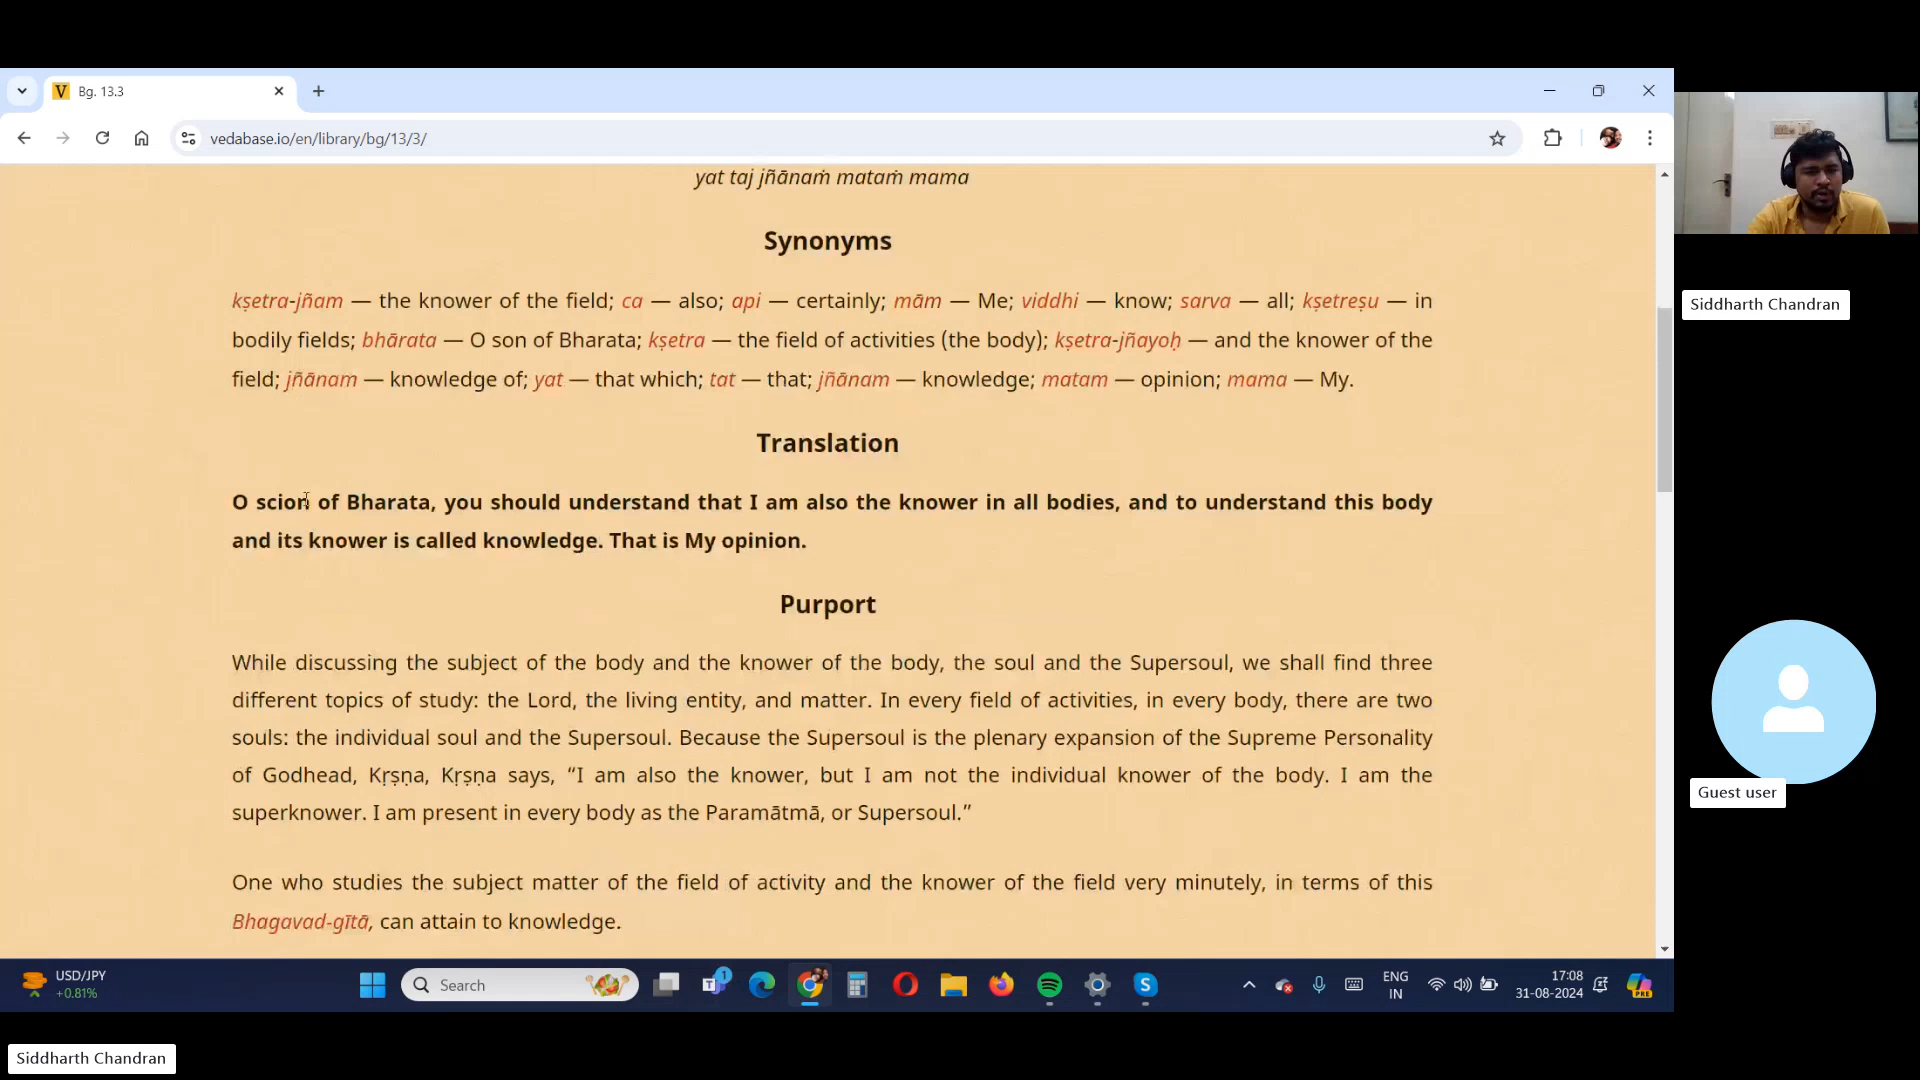 Bg. 13.3
vedabase.io/en/library/bg/13/3/
yat taj jñānaṁ mataṁ mama
Synonyms
kṣetra-jñam — the knower of the field; ca — also; api — certainly; mām — Me; viddhi — know; sarva — all; kṣetreṣu — in
bodily fields; bhārata — O son of Bharata; kṣetra — the field of activities (the body); kṣetra-jñayoḥ — and the knower of the
field; jñānam — knowledge of; yat — that which; tat — that; jñānam — knowledge; matam — opinion; mama — My.
Translation
O scion of Bharata, you should understand that I am also the knower in all bodies, and to understand this body
and its knower is called knowledge. That is My opinion.
Purport
While discussing the subject of the body and the knower of the body, the soul and the Supersoul, we shall find three
different topics of study: the Lord, the living entity, and matter. In every field of activities, in every body, there are two
souls: the individual soul and the Supersoul. Because the Supersoul is the plenary expansion of the Supreme Personality
of Godhead, Kṛṣṇa, Kṛṣṇa says, “I am also the knower, but I am not the individual knower of the body. I am the
superknower. I am present in every body as the Paramātmā, or Supersoul.”
One who studies the subject matter of the field of activity and the knower of the field very minutely, in terms of this
Bhagavad-gītā, can attain to knowledge.
Siddharth Chandran
Guest user
USD/JPY
+0.81%
Search
1
ENG
IN
17:08
31-08-2024
PRE
Siddharth Chandran